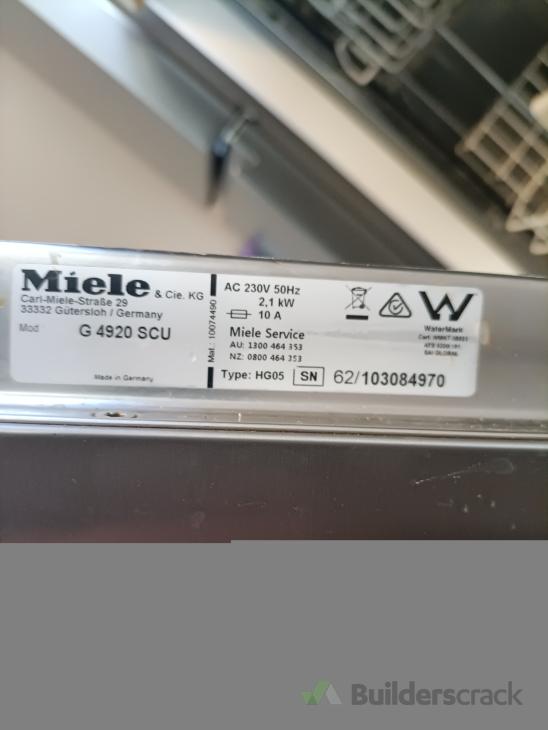 Miele & Cie. KG
Carl-Miele-Straße 29
33332 Gütersloh / Germany
Mod G 4920 SCU
Made in Germany
Mat.: 10074490
AC 230V 50Hz
2,1 kW
10 A
Miele Service
AU: 1300 464 353
NZ: 0800 464 353
Type: HG05 SN 62/103084970
W
WaterMark
SAI GLOBAL
Builderscrack